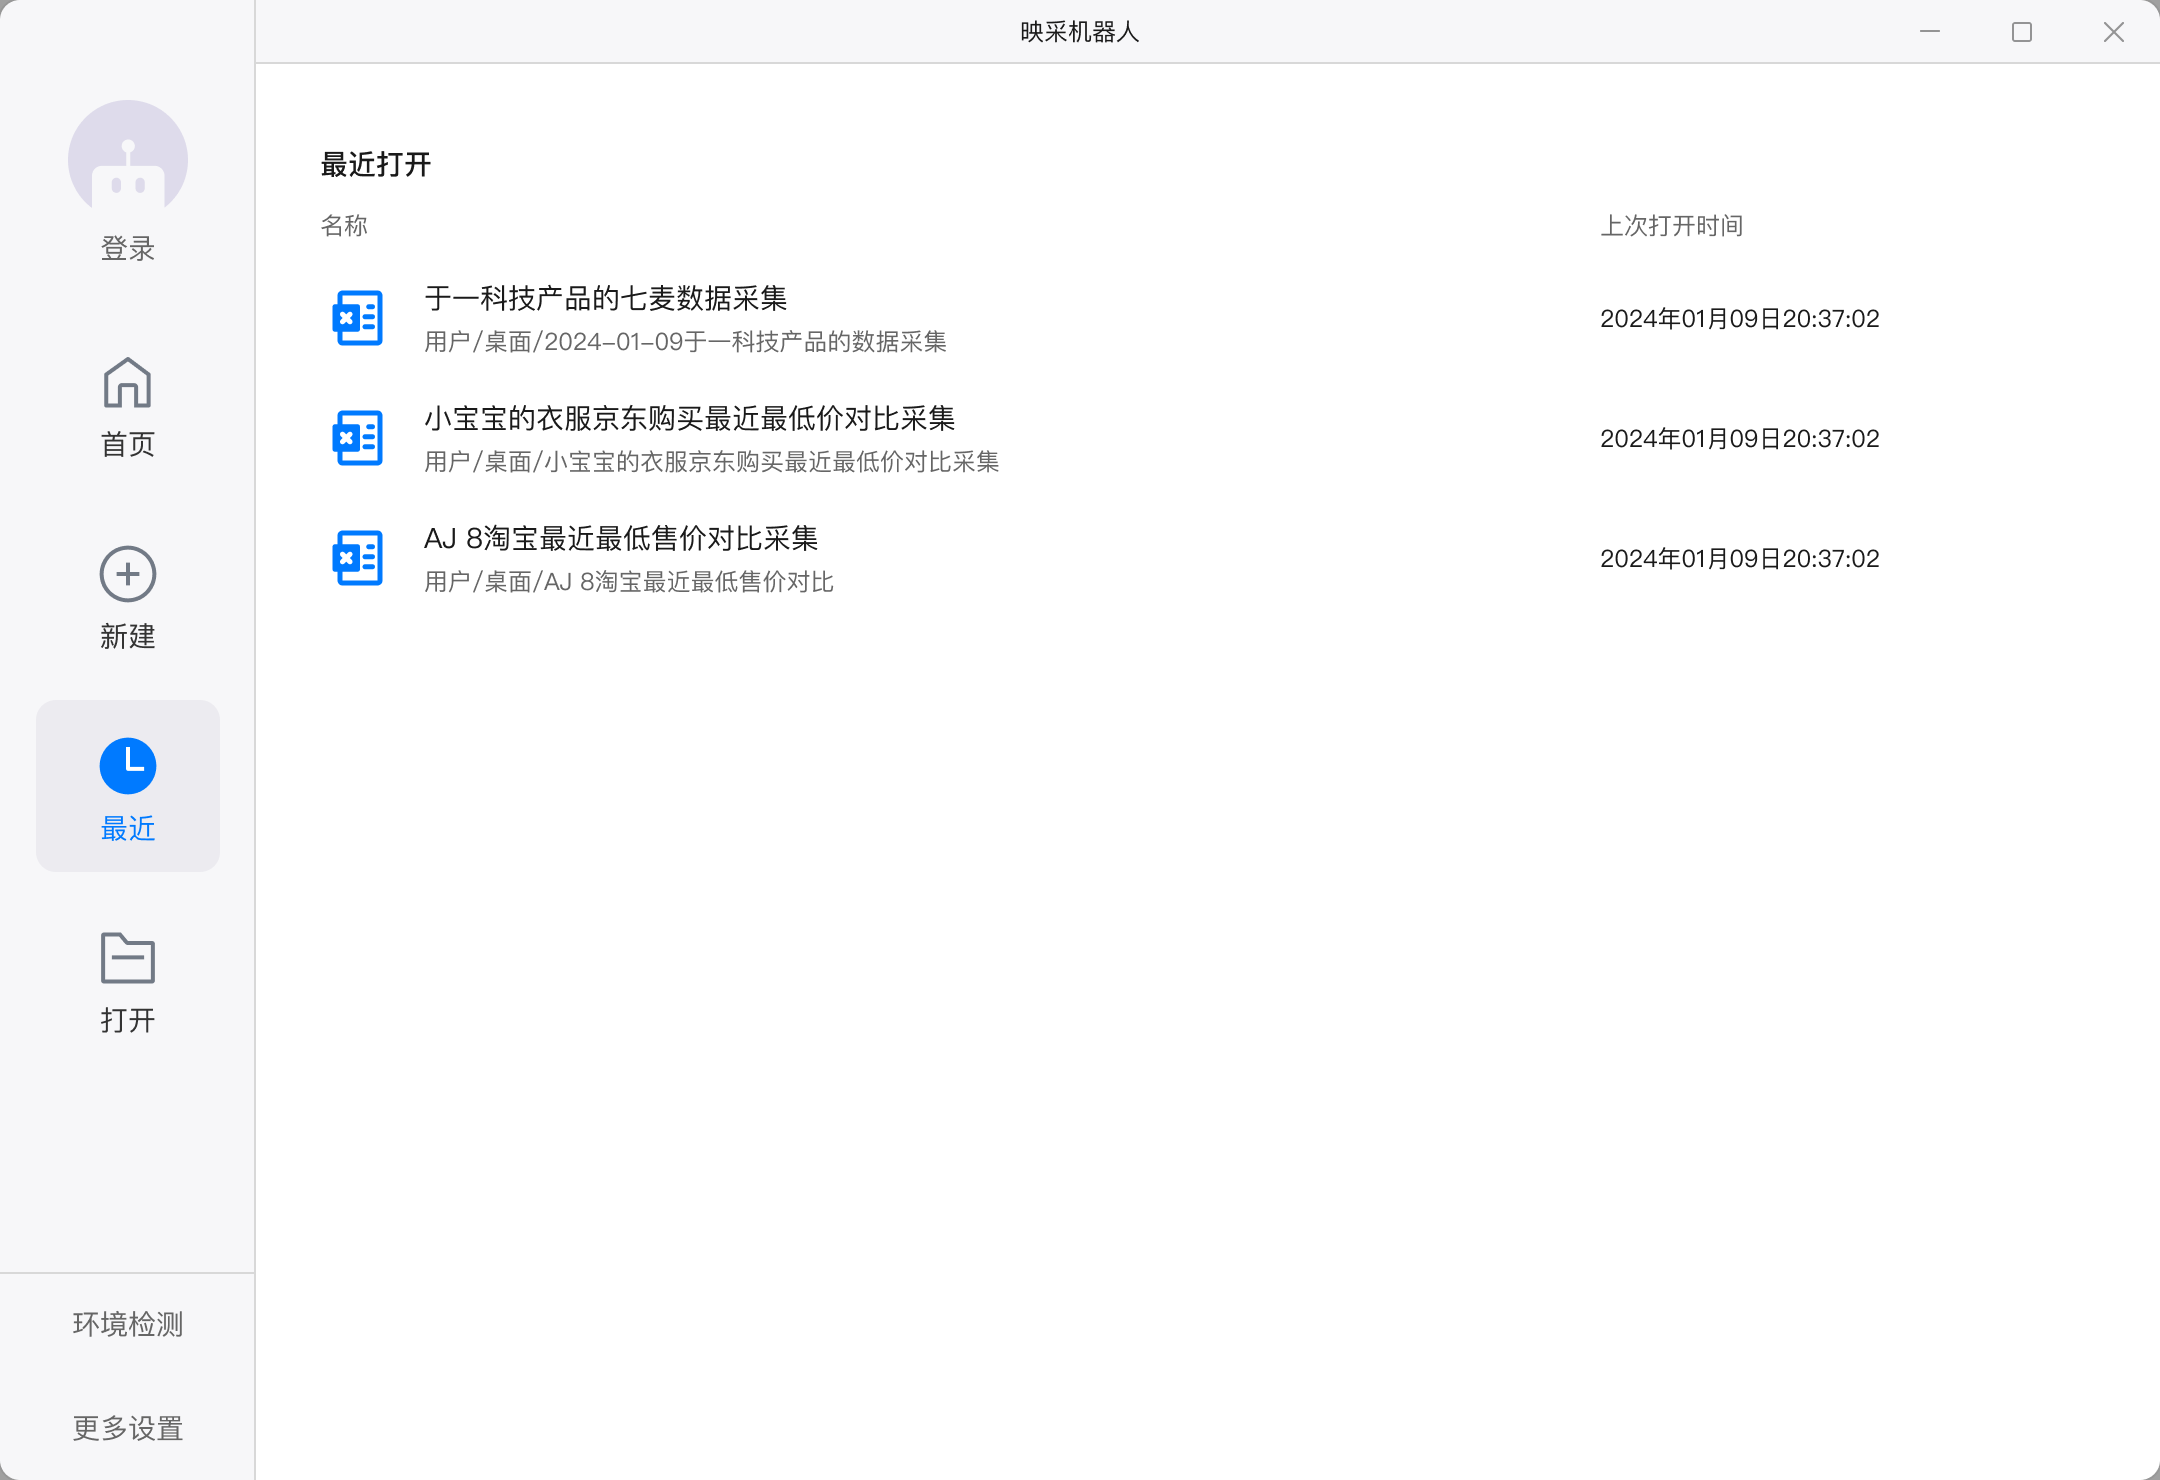 映采机器人
登录
首页
新建
最近
打开
环境检测
更多设置
最近打开
名称
上次打开时间
于一科技产品的七麦数据采集
用户/桌面/2024-01-09于一科技产品的数据采集
2024年01月09日20:37:02
小宝宝的衣服京东购买最近最低价对比采集
用户/桌面/小宝宝的衣服京东购买最近最低价对比采集
2024年01月09日20:37:02
AJ 8淘宝最近最低售价对比采集
用户/桌面/AJ 8淘宝最近最低售价对比
2024年01月09日20:37:02